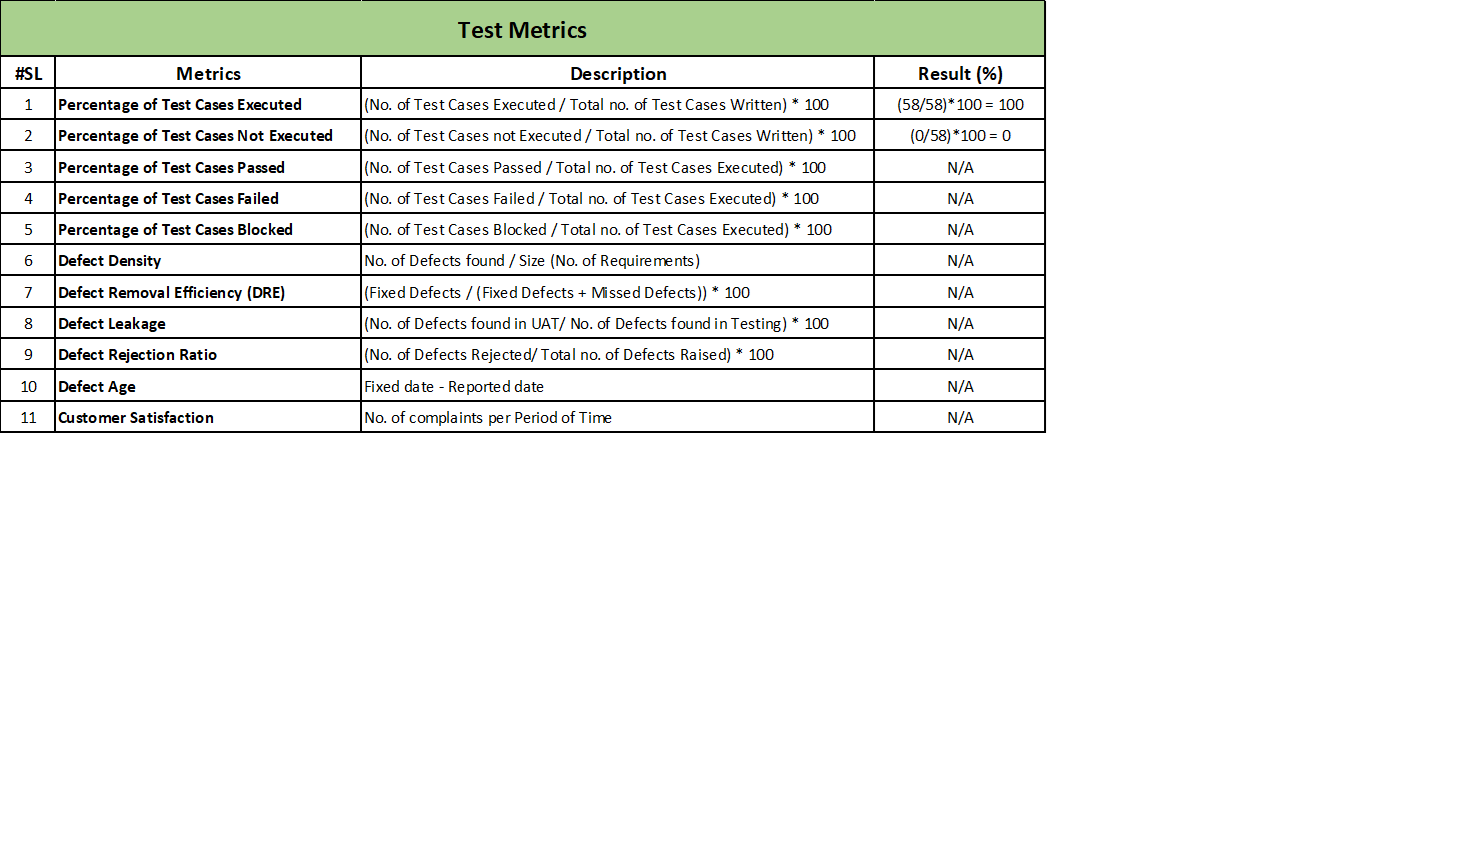 Test Metrics
#SL Metrics Description Result (%)
1 Percentage of Test Cases Executed (No. of Test Cases Executed / Total no. of Test Cases Written) * 100 (58/58)*100 = 100
2 Percentage of Test Cases Not Executed (No. of Test Cases not Executed / Total no. of Test Cases Written) * 100 (0/58)*100 = 0
3 Percentage of Test Cases Passed (No. of Test Cases Passed / Total no. of Test Cases Executed) * 100 N/A
4 Percentage of Test Cases Failed (No. of Test Cases Failed / Total no. of Test Cases Executed) * 100 N/A
5 Percentage of Test Cases Blocked (No. of Test Cases Blocked / Total no. of Test Cases Executed) * 100 N/A
6 Defect Density No. of Defects found / Size (No. of Requirements) N/A
7 Defect Removal Efficiency (DRE) (Fixed Defects / (Fixed Defects + Missed Defects)) * 100 N/A
8 Defect Leakage (No. of Defects found in UAT/ No. of Defects found in Testing) * 100 N/A
9 Defect Rejection Ratio (No. of Defects Rejected/ Total no. of Defects Raised) * 100 N/A
10 Defect Age Fixed date - Reported date N/A
11 Customer Satisfaction No. of complaints per Period of Time N/A